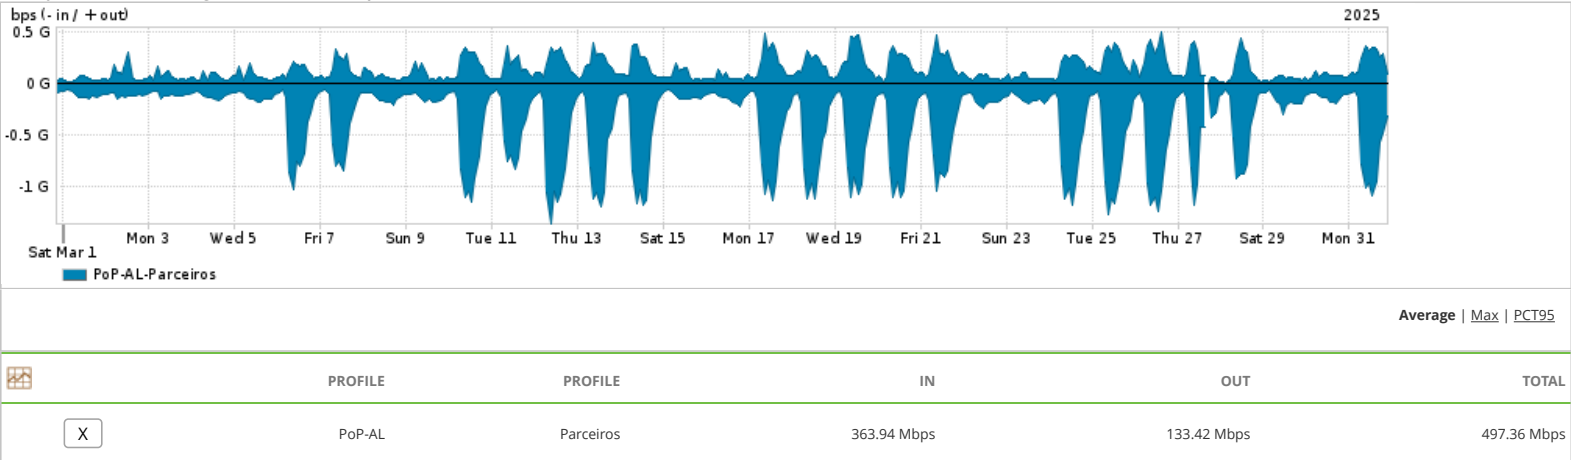 bps (- in / + out)
2025
0.5 G
0 G
-0.5 G
-1 G
Mon 3 Wed 5 Fri 7 Sun 9 Tue 11 Thu 13 Sat 15 Mon 17 Wed 19 Fri 21 Sun 23 Tue 25 Thu 27 Sat 29 Mon 31
Sat Mar 1
PoP-AL-Parceiros
Average | Max | PCT95
PROFILE PROFILE IN OUT TOTAL
X PoP-AL Parceiros 363.94 Mbps 133.42 Mbps 497.36 Mbps